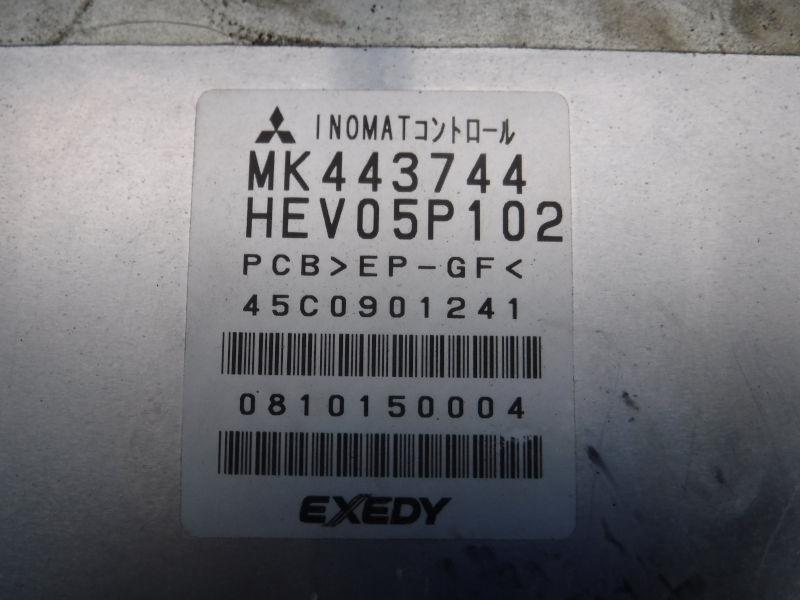 INOMATコントロール
MK443744
HEV05P102
PCB>EP-GF<
45C0901241
0810150004
EXEDY